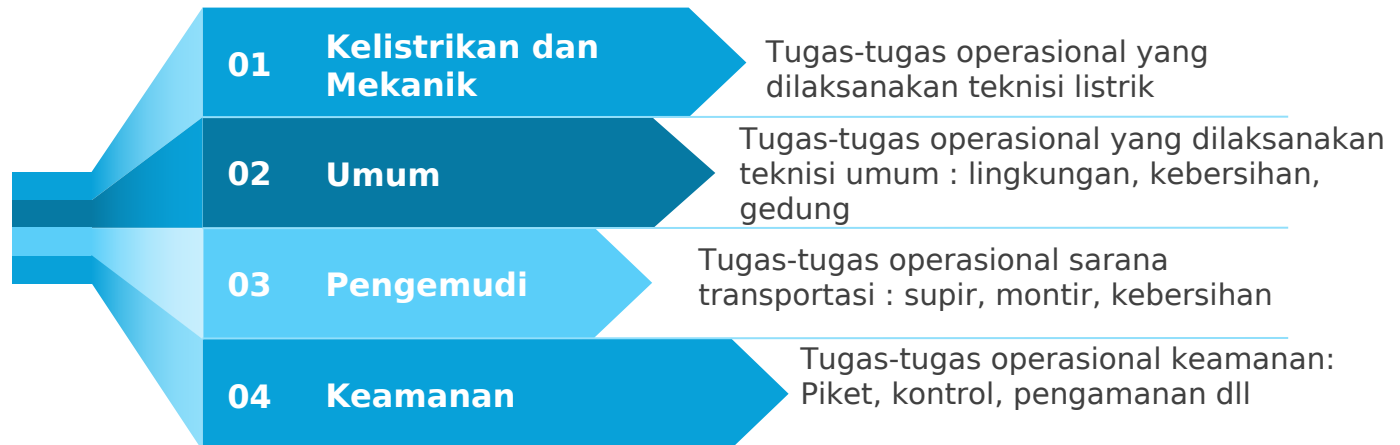 01
Kelistrikan dan
Mekanik
Tugas-tugas operasional yang
dilaksanakan teknisi listrik
02
Umum
Tugas-tugas operasional yang dilaksanakan
teknisi umum : lingkungan, kebersihan,
gedung
03
Pengemudi
Tugas-tugas operasional sarana
transportasi : supir, montir, kebersihan
04
Keamanan
Tugas-tugas operasional keamanan:
Piket, kontrol, pengamanan dll